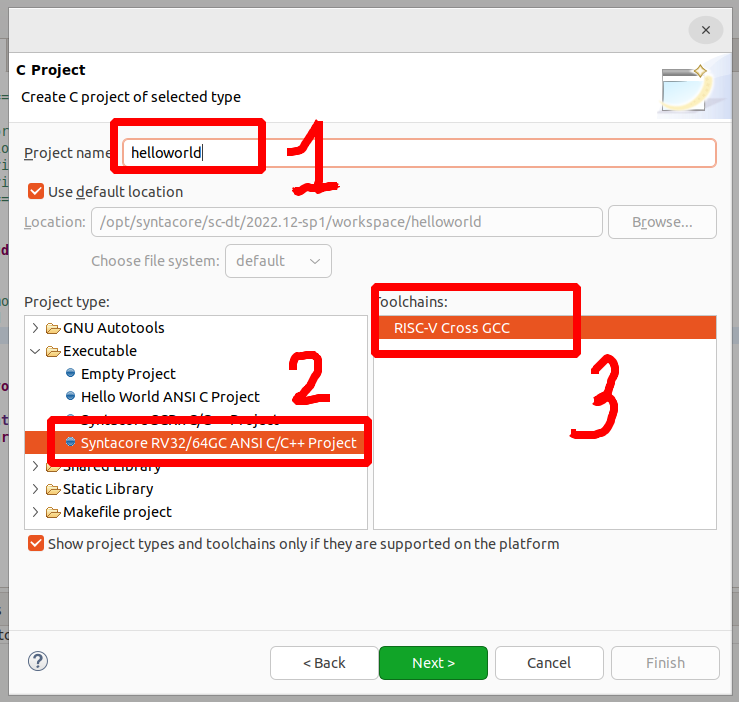 C Project
Create C project of selected type
Project name helloworld
1
Use default location
Location: /opt/syntacore/sc-dt/2022.12-sp1/workspace/helloworld Browse...
Choose file system: default
Project type: oolchains:
GNU Autotools RISC-V Cross GCC
Executable
Empty Project
2
3
Hello World ANSI C Project
Syntacore RV32/64GC ANSI C/C++ Project
Shared Library
Static Library
Makefile project
Show project types and toolchains only if they are supported on the platform
? < Back Next > Cancel Finish